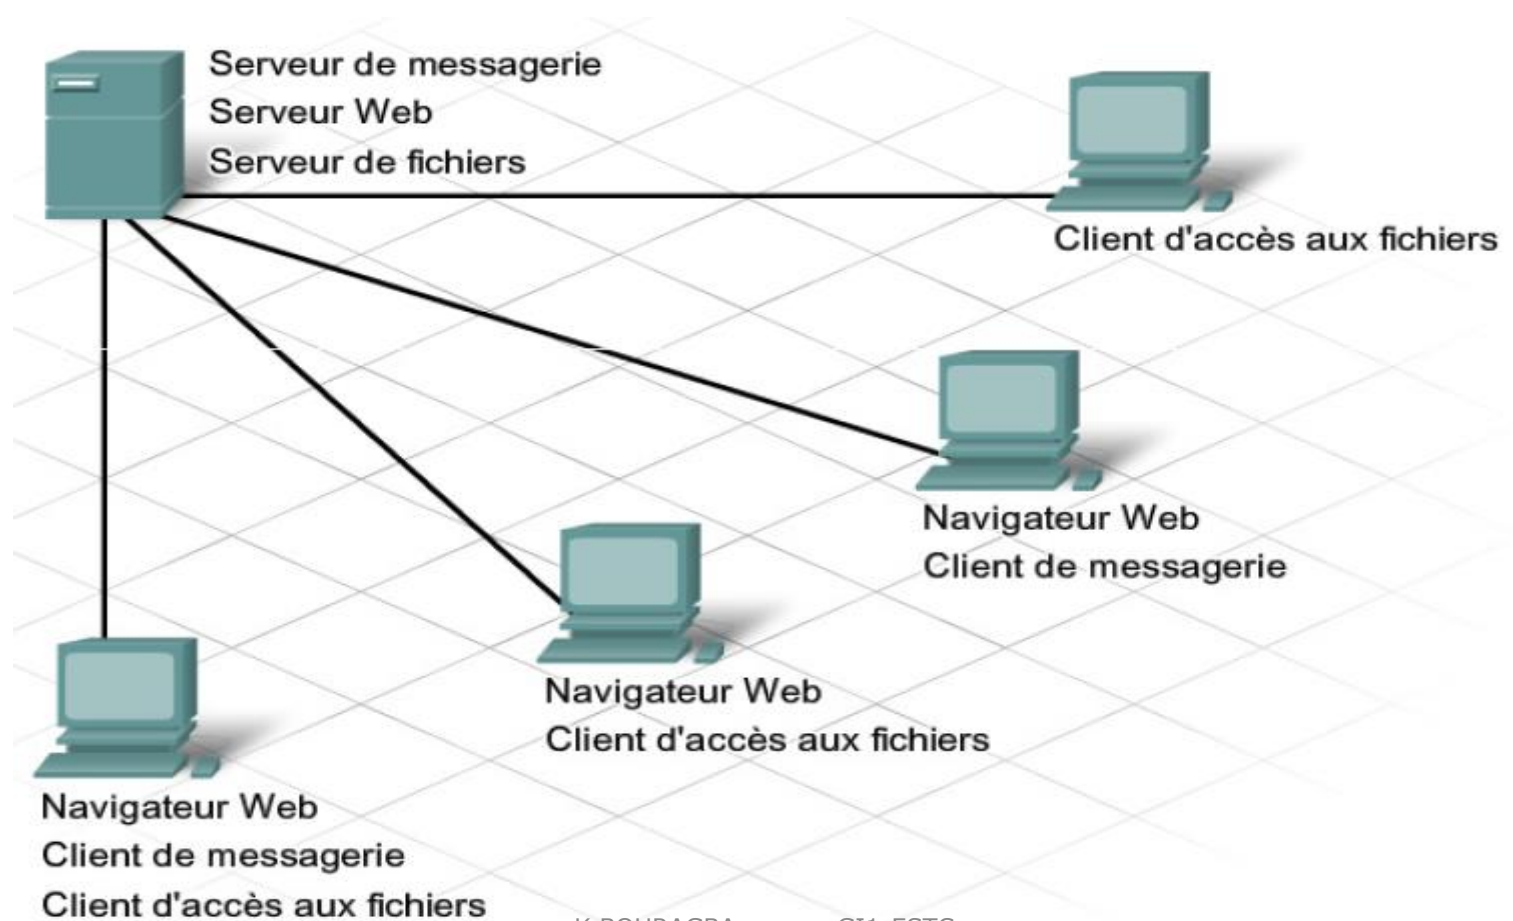 Serveur de messagerie
Serveur Web
Serveur de fichiers
Client d'accès aux fichiers
Navigateur Web
Client de messagerie
Navigateur Web
Client d'accès aux fichiers
Navigateur Web
Client de messagerie
Client d'accès aux fichiers